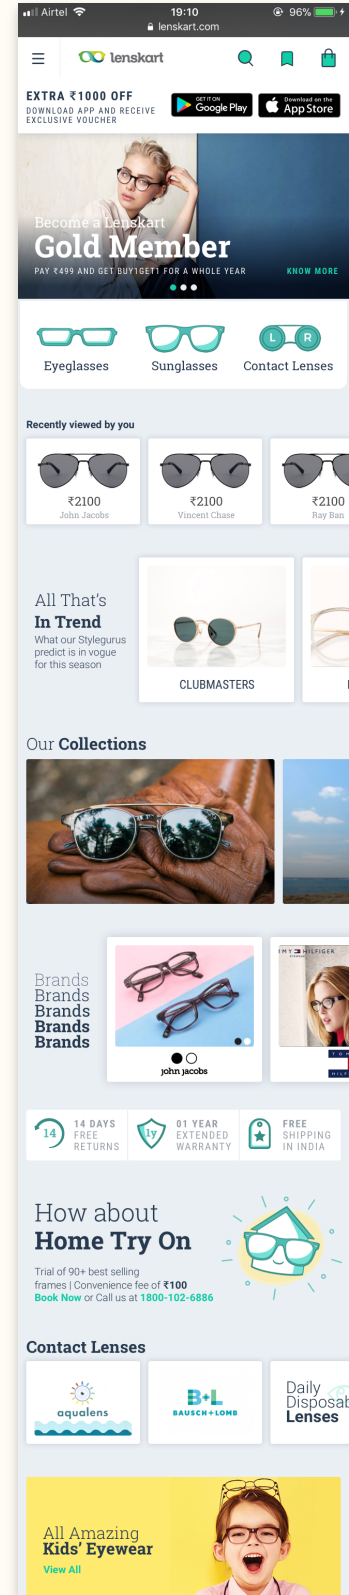 Airtel
19:10
96%
lenskart.com
lenskart
EXTRA ₹1000 OFF
DOWNLOAD APP AND RECEIVE
EXCLUSIVE VOUCHER
GET IT ON
Google Play
Download on the
App Store
Become a Lenskart
Gold Member
PAY ₹499 AND GET BUY1GET1 FOR A WHOLE YEAR
KNOW MORE
L R
Eyeglasses
Sunglasses
Contact Lenses
Recently viewed by you
₹2100
John Jacobs
₹2100
Vincent Chase
₹2100
Ray Ban
All That's
In Trend
What our Stylegurus
predict is in vogue
for this season
CLUBMASTERS
Our Collections
Brands
Brands
Brands
Brands
Brands
john jacobs
MY HILFIGER
TOM
HILF
14
14 DAYS
FREE
RETURNS
1y
01 YEAR
EXTENDED
WARRANTY
FREE
SHIPPING
IN INDIA
How about
Home Try On
Trial of 90+ best selling
frames | Convenience fee of ₹100
Book Now or Call us at 1800-102-6886
Contact Lenses
aqualens
B+L
BAUSCH+LOMB
Daily
Disposab
Lenses
All Amazing
Kids' Eyewear
View All